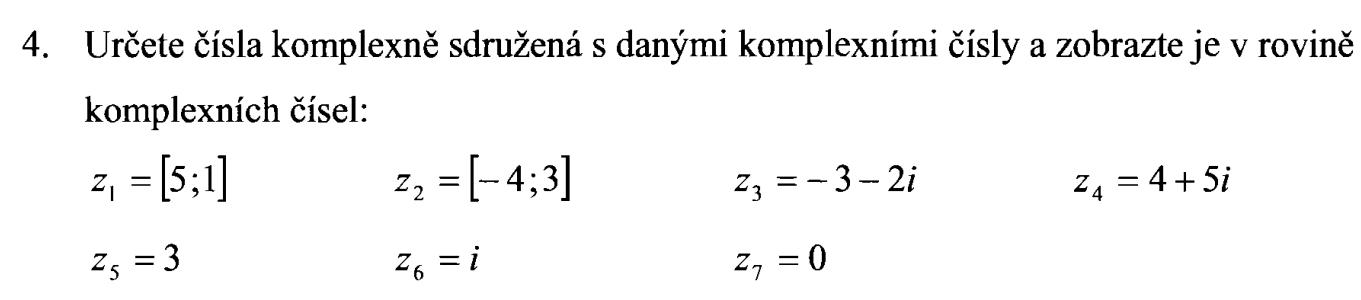 4. Určete čísla komplexně sdružená s danými komplexními čísly a zobrazte je v rovině
komplexních čísel:
z₁ = [5;1] z₂ = [−4;3] z₃ = −3−2i z₄ = 4+5i
z₅ = 3 z₆ = i z₇ = 0